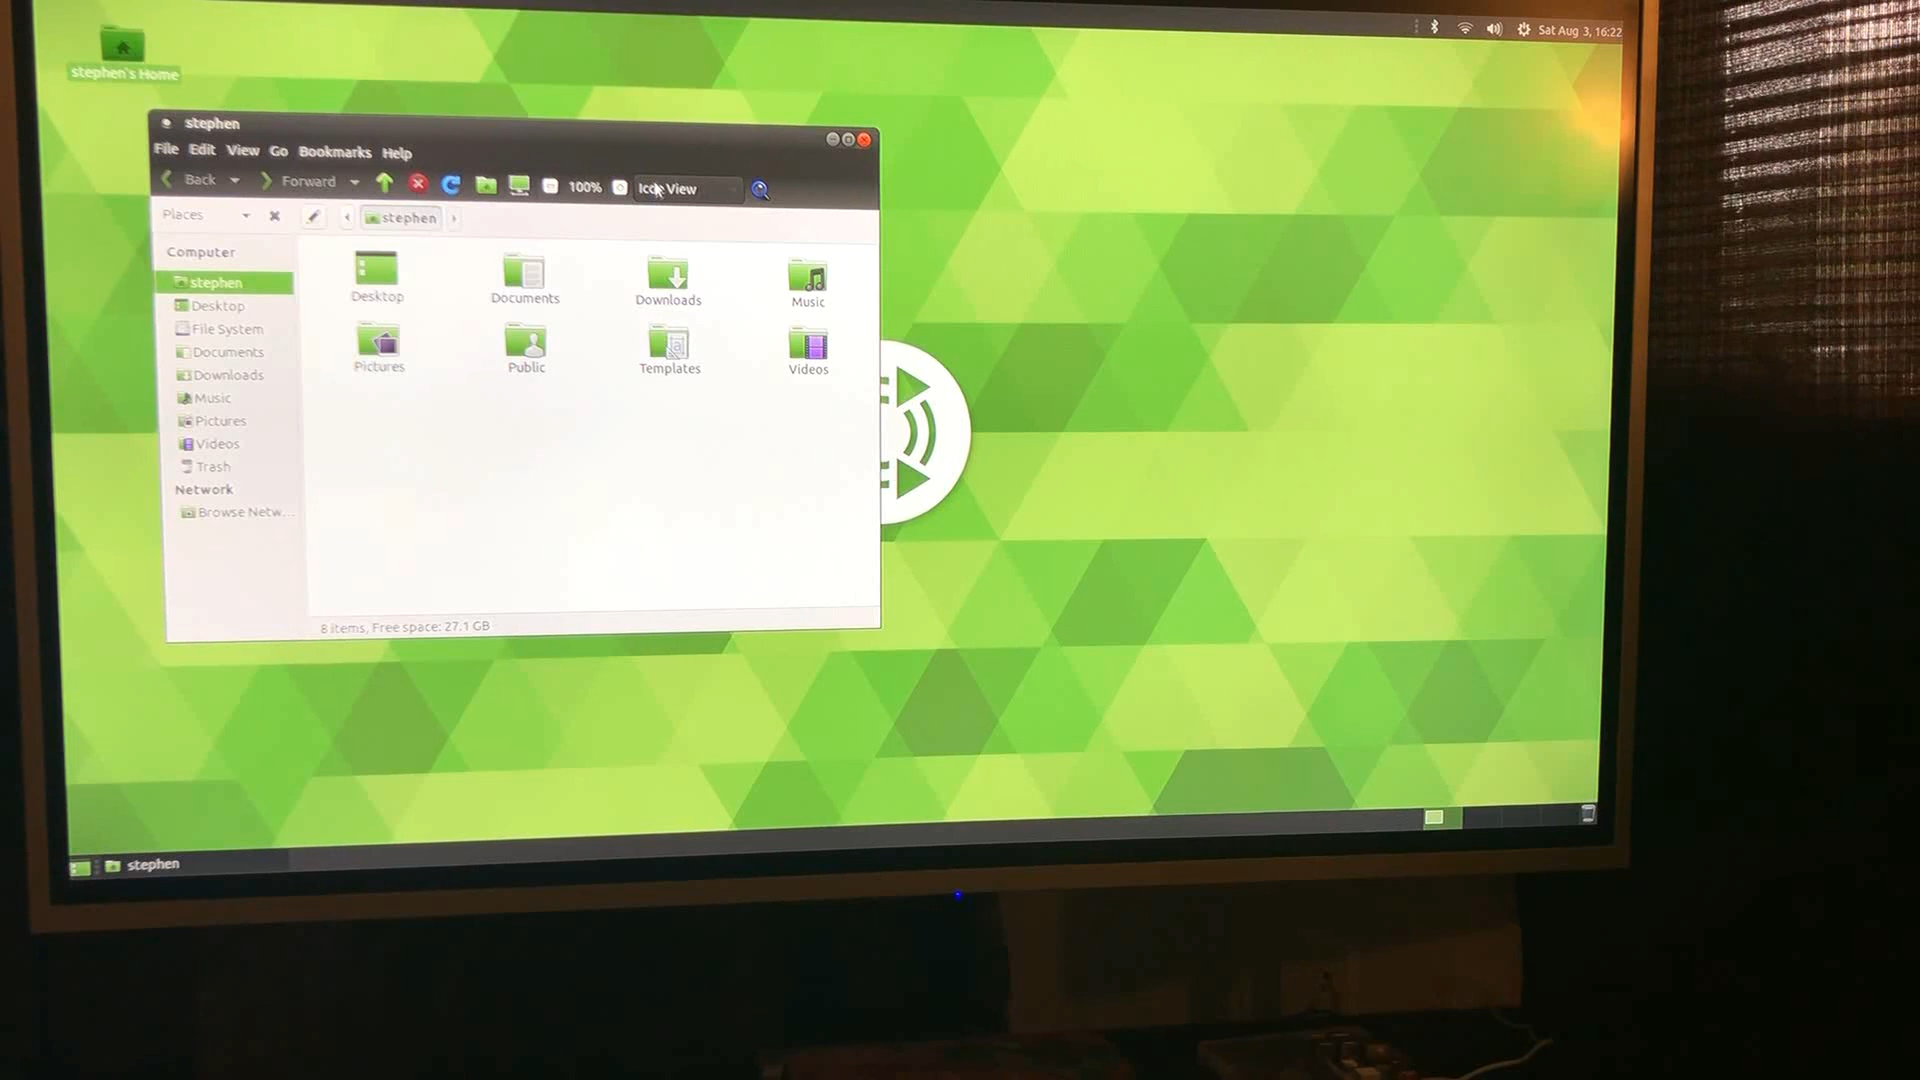 Sat Aug 3, 16:22
stephen's Home
stephen
File Edit View Go Bookmarks Help
Back Forward 100% Icon View
Places stephen
Computer
stephen
Desktop
File System
Documents
Downloads
Music
Pictures
Videos
Trash
Network
Browse Netw...
Desktop Documents Downloads Music
Pictures Public Templates Videos
8 items, Free space: 27.1 GB
stephen